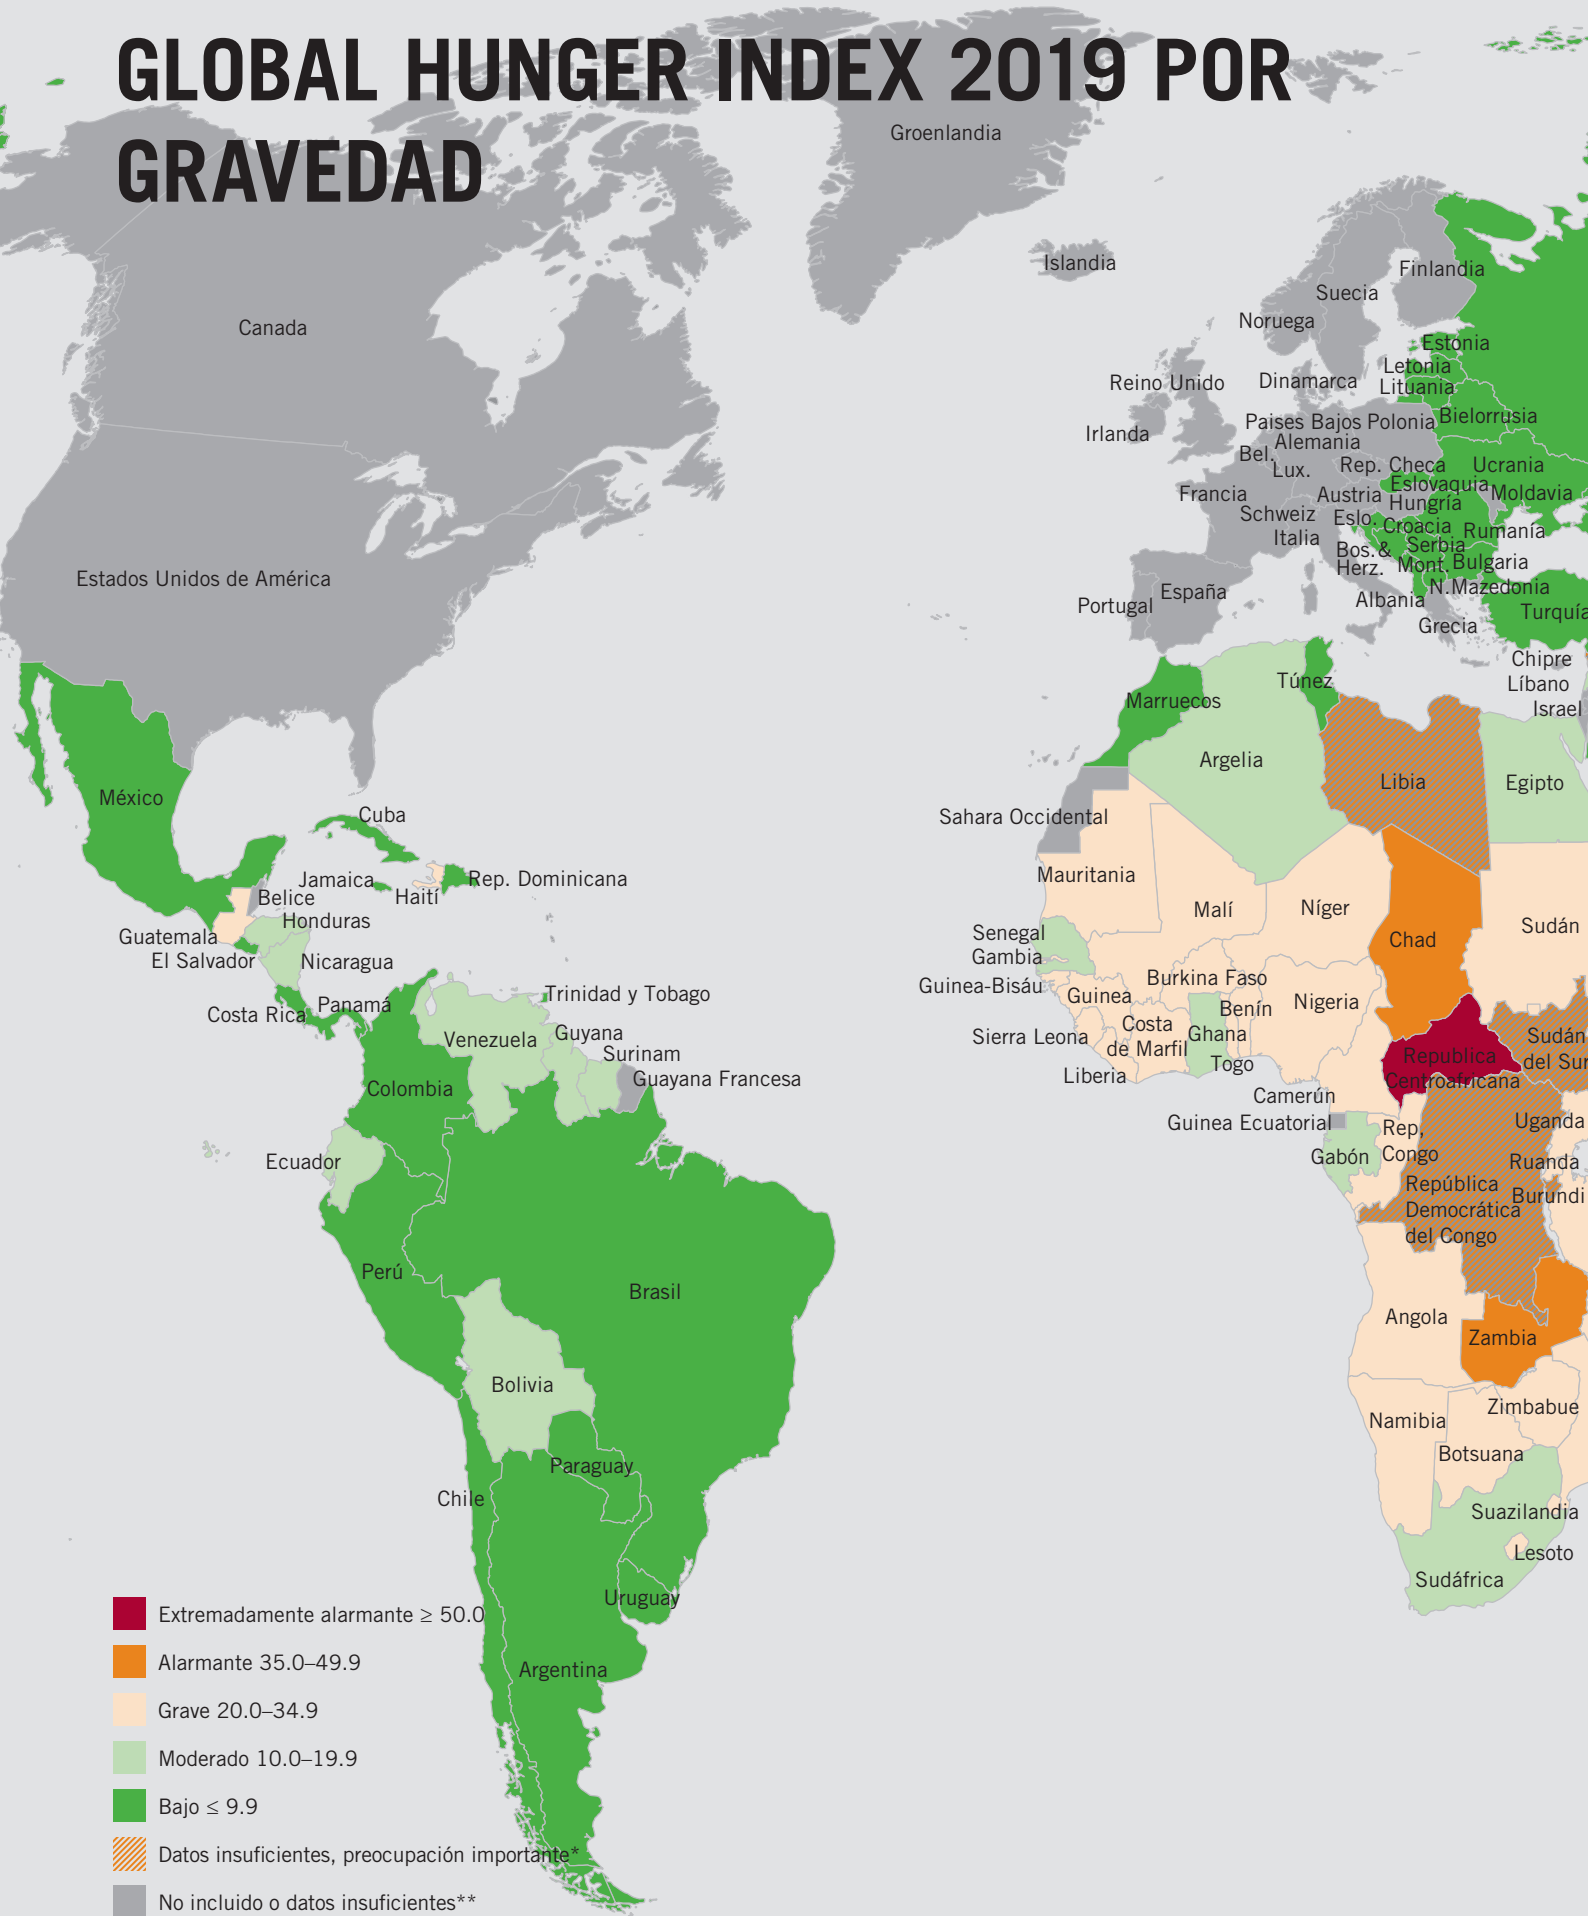 GLOBAL HUNGER INDEX 2019 POR
GRAVEDAD
Groenlandia
Islandia
Finlandia
Suecia
Noruega
Canada
Estonia
Letonia
Reino Unido
Dinamarca
Lituania
Paises Bajos
Polonia
Bielorrusia
Irlanda
Alemania
Bel.
Lux.
Rep. Checa
Ucrania
Eslovaquia
Moldavia
Francia
Austria
Hungría
Schweiz
Eslo.
Croacia
Rumanía
Italia
Serbia
Bos.&
Herz.
Mont.
Bulgaria
Estados Unidos de América
N.Mazedonia
España
Albania
Portugal
Turquía
Grecia
Chipre
Líbano
Israel
Túnez
Marruecos
Argelia
Libia
Egipto
México
Cuba
Sahara Occidental
Jamaica
Haití
Rep. Dominicana
Belice
Mauritania
Honduras
Malí
Níger
Chad
Sudán
Guatemala
El Salvador
Nicaragua
Senegal
Gambia
Burkina Faso
Guinea-Bisáu
Guinea
Trinidad y Tobago
Costa Rica
Panamá
Benín
Nigeria
Venezuela
Guyana
Sierra Leona
Costa
de Marfil
Ghana
Sudán
del Sur
Surinam
Republica
Centroafricana
Togo
Liberia
Guayana Francesa
Colombia
Camerún
Guinea Ecuatorial
Rep,
Congo
Uganda
Ecuador
Gabón
Ruanda
República
Democrática
del Congo
Burundi
Perú
Brasil
Angola
Zambia
Bolivia
Zimbabue
Namibia
Botsuana
Paraguay
Chile
Suazilandia
Lesoto
Sudáfrica
Uruguay
Argentina
Extremadamente alarmante ≥ 50.0
Alarmante 35.0–49.9
Grave 20.0–34.9
Moderado 10.0–19.9
Bajo ≤ 9.9
Datos insuficientes, preocupación importante*
No incluido o datos insuficientes**